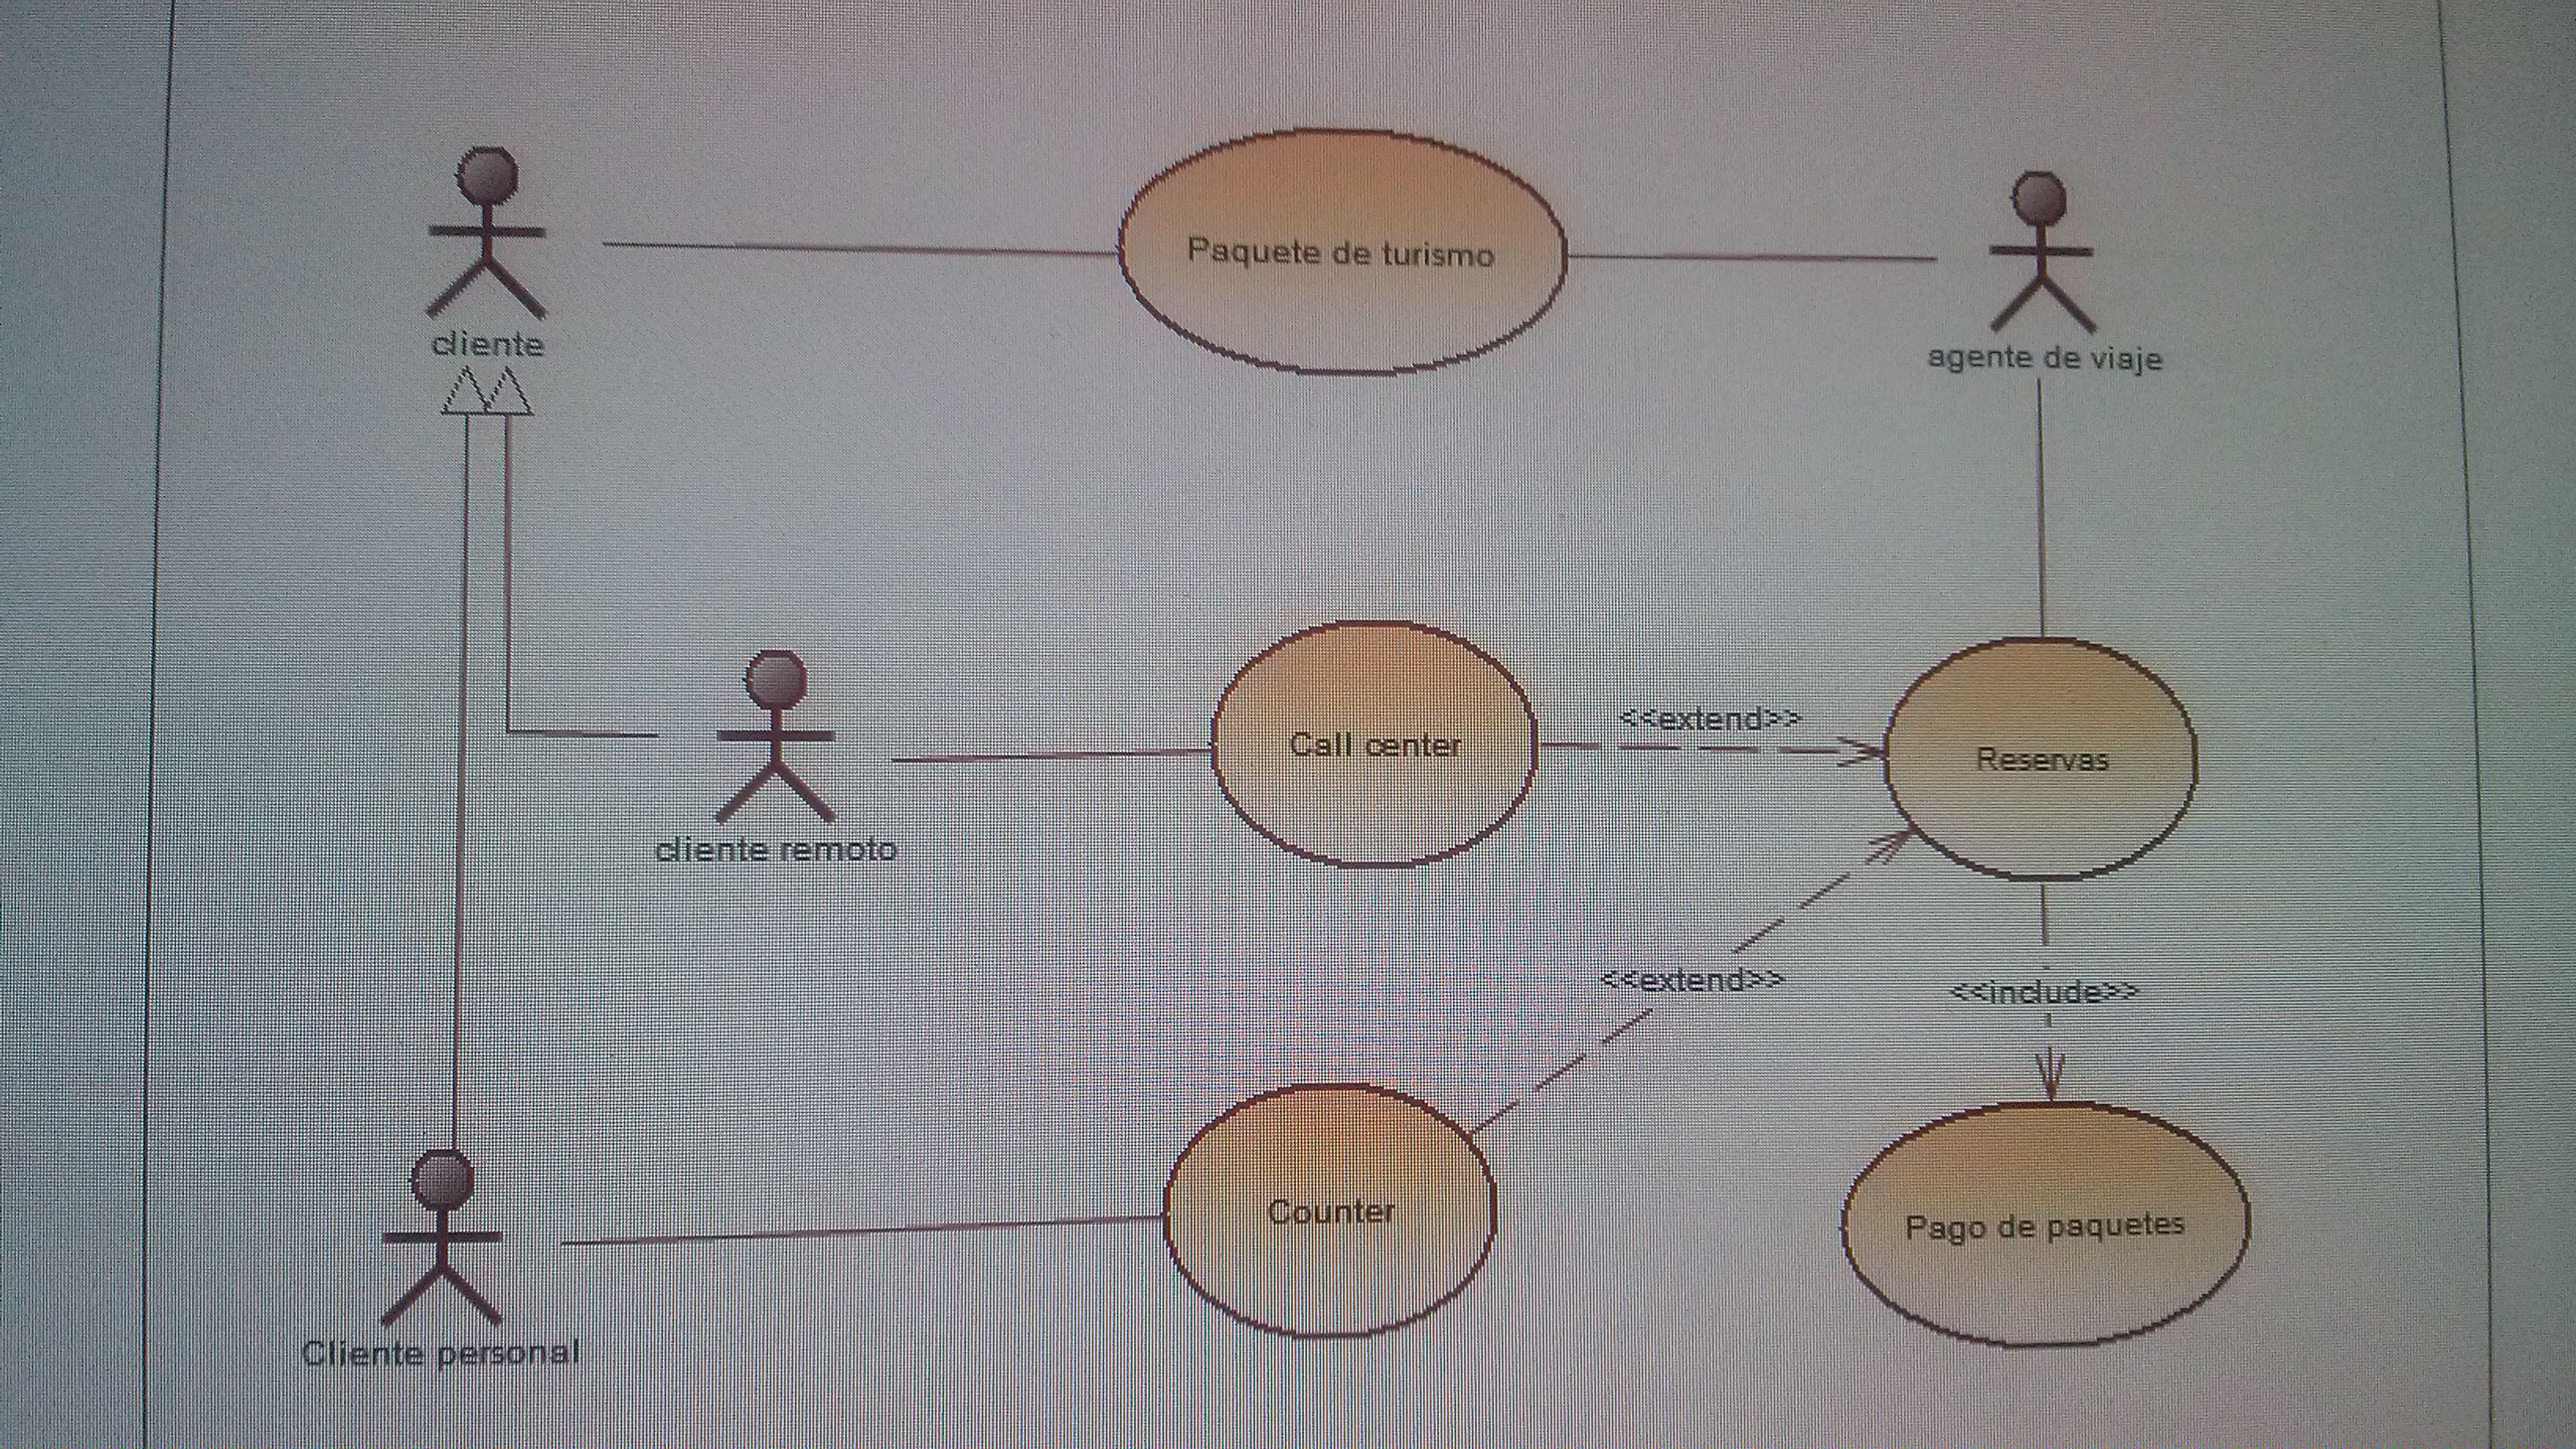 Paquete de turismo
cliente
agente de viaje
<<extend>>
Call center
Reservas
cliente remoto
<<extend>>
<<include>>
Counter
Pago de paquetes
Cliente personal